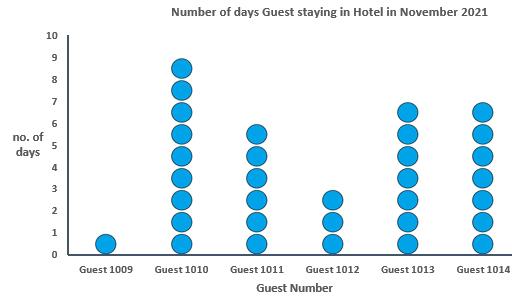 Number of days Guest staying in Hotel in November 2021
10
9
8
7
6
5
4
3
2
1
0
no. of
days
Guest 1009 Guest 1010 Guest 1011 Guest 1012 Guest 1013 Guest 1014
Guest Number